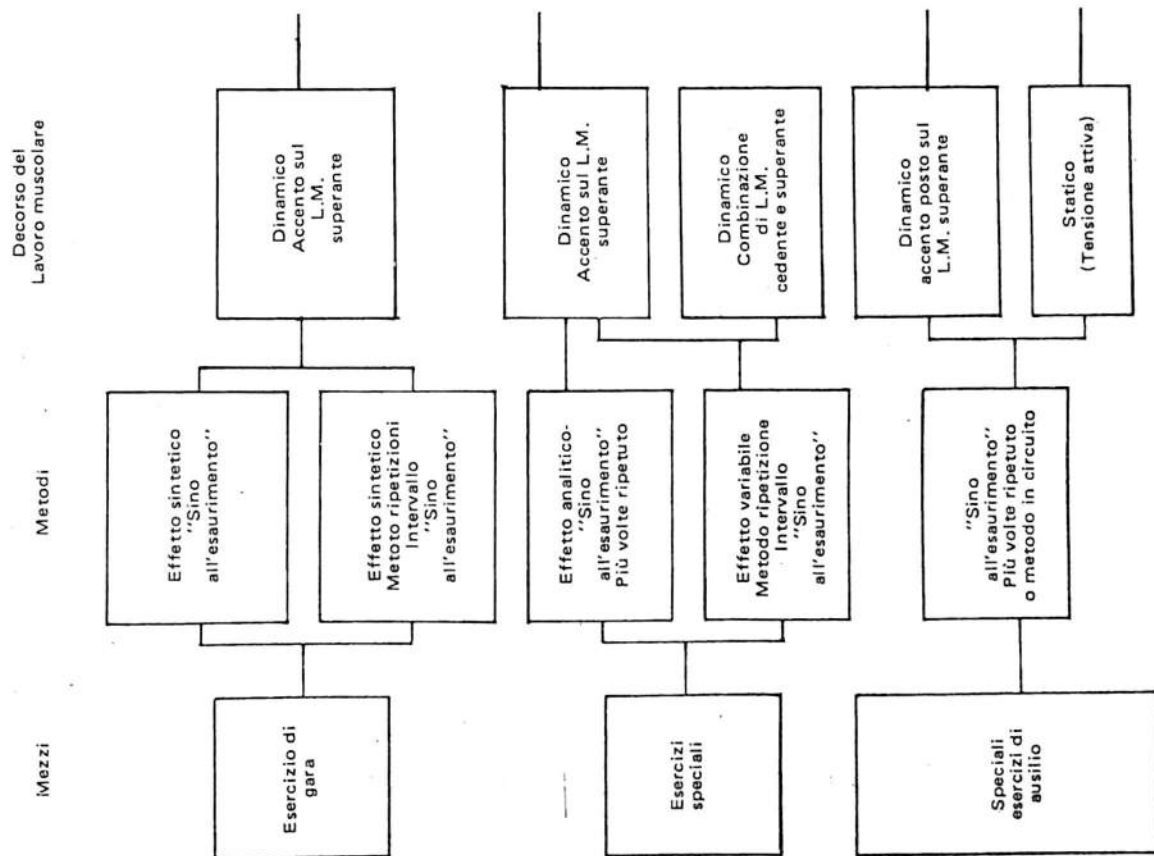 Mezzi
Metodi
Decorso del
Lavoro muscolare
Esercizio di
gara
Effetto sintetico
"Sino
all'esaurimento"
Effetto sintetico
Metoto ripetizioni
Intervallo
"Sino
all'esaurimento"
Dinamico
Accento sul
L.M.
superante
Esercizi
speciali
Effetto analitico-
"Sino
all'esaurimento"
Più volte ripetuto
Effetto variabile
Metodo ripetizione
Intervallo
"Sino
all'esaurimento"
Dinamico
Accento sul L.M.
superante
Dinamico
Combinazione
di L.M.
cedente e superante
Speciali
esercizi di
ausilio
"Sino
all'esaurimento"
Più volte ripetuto
o metodo in circuito
Dinamico
accento posto sul
L.M. superante
Statico
(Tensione attiva)